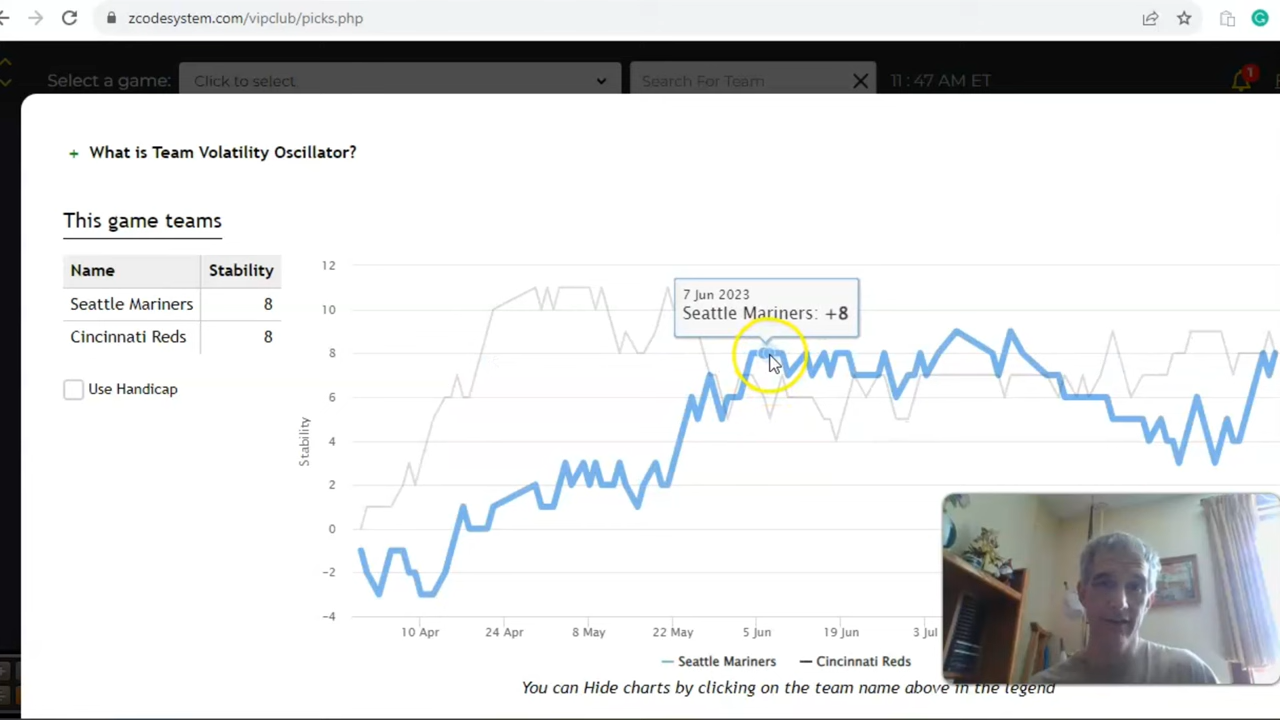 zcodesystem.com/vipclub/picks.php
Select a game: Click to select Search For Team 11:47 AM ET 1
+ What is Team Volatility Oscillator?
This game teams
Name Stability
Seattle Mariners 8
Cincinnati Reds 8
Use Handicap
12
10
8
6
4
2
0
-2
-4
Stability
7 Jun 2023
Seattle Mariners: +8
10 Apr 24 Apr 8 May 22 May 5 Jun 19 Jun 3 Jul
Seattle Mariners Cincinnati Reds
You can Hide charts by clicking on the team name above in the legend